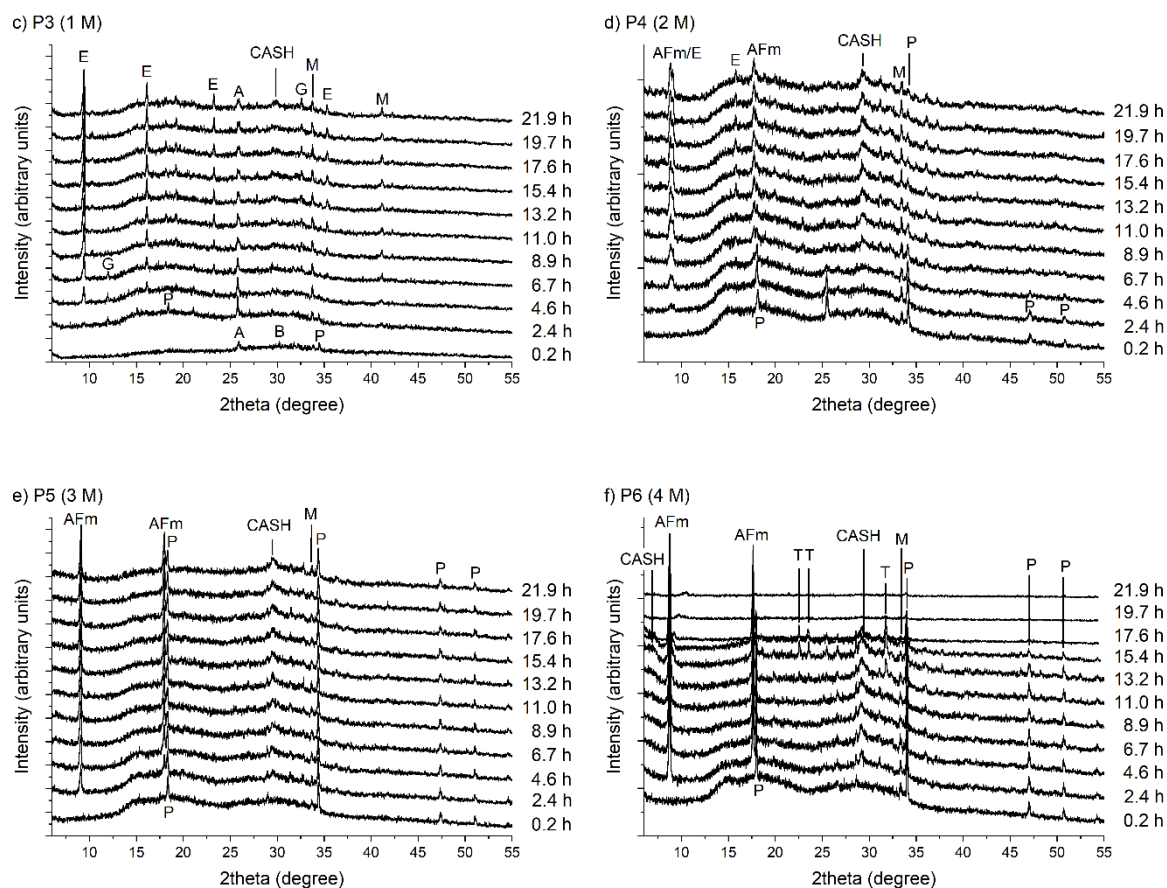 c) P3 (1 M)
E
E
E
A
CASH
G
M
E
M
G
P
A
B
P
21.9 h
19.7 h
17.6 h
15.4 h
13.2 h
11.0 h
8.9 h
6.7 h
4.6 h
2.4 h
0.2 h
Intensity (arbitrary units)
10 15 20 25 30 35 40 45 50 55
2theta (degree)
d) P4 (2 M)
AFm/E
E
AFm
CASH
M
P
P
P
P
21.9 h
19.7 h
17.6 h
15.4 h
13.2 h
11.0 h
8.9 h
6.7 h
4.6 h
2.4 h
0.2 h
Intensity (arbitrary units)
10 15 20 25 30 35 40 45 50 55
2theta (degree)
e) P5 (3 M)
AFm
AFm
P
CASH
M
P
P
P
P
21.9 h
19.7 h
17.6 h
15.4 h
13.2 h
11.0 h
8.9 h
6.7 h
4.6 h
2.4 h
0.2 h
Intensity (arbitrary units)
10 15 20 25 30 35 40 45 50 55
2theta (degree)
f) P6 (4 M)
CASH
AFm
AFm
T T
CASH
T
M
P
P
P
P
21.9 h
19.7 h
17.6 h
15.4 h
13.2 h
11.0 h
8.9 h
6.7 h
4.6 h
2.4 h
0.2 h
Intensity (arbitrary units)
10 15 20 25 30 35 40 45 50 55
2theta (degree)